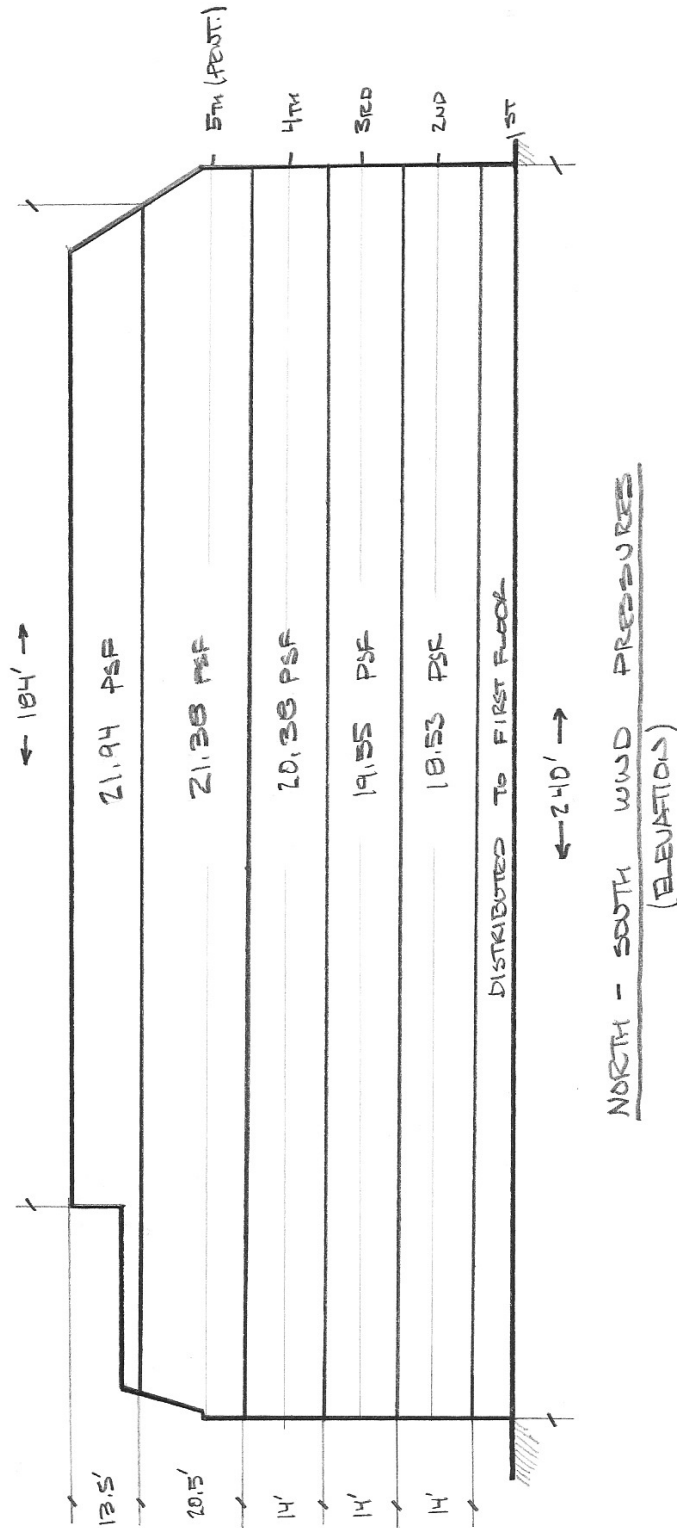 ← 184' →
13.5'
21.94 PSF
20.5'
21.38 PSF
5TH (PENT.)
14'
20.38 PSF
4TH
14'
19.55 PSF
3RD
14'
18.53 PSF
2ND
DISTRIBUTED TO FIRST FLOOR
1ST
← 240' →
NORTH - SOUTH WIND PRESSURES
(ELEVATION)